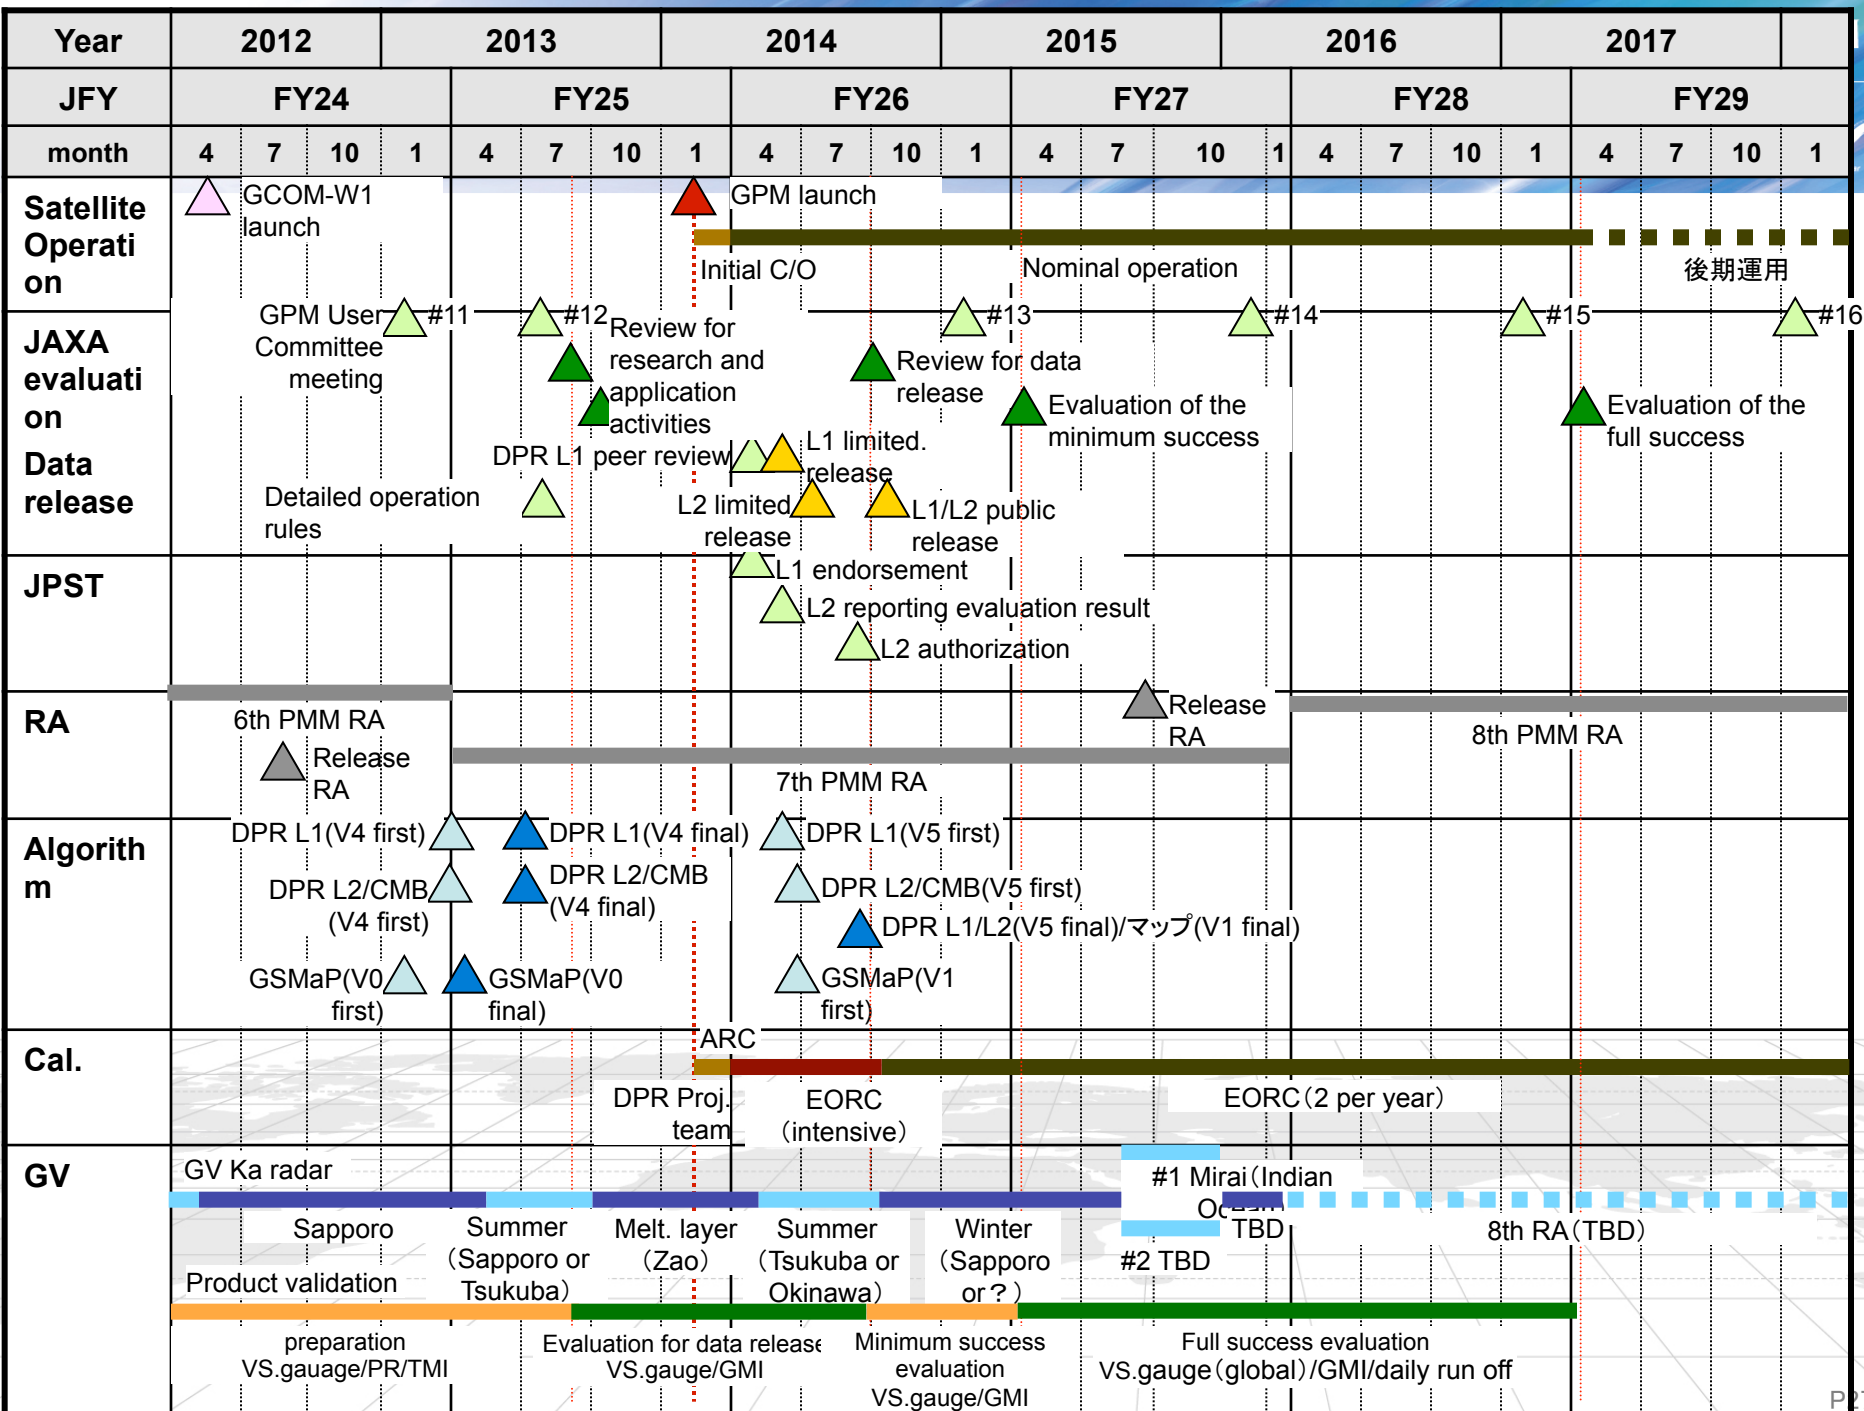 Year 2012 2013 2014 2015 2016 2017
JFY FY24 FY25 FY26 FY27 FY28 FY29
month 4 7 10 1 4 7 10 1 4 7 10 1 4 7 10 1 4 7 10 1 4 7 10 1
Satellite
Operati
on
GCOM-W1
launch
GPM launch
Initial C/O
Nominal operation
後期運用
JAXA
evaluati
on
Data
release
GPM User
Committee
meeting
#11
#12
#13
#14
#15
#16
Review for
research and
application
activities
Review for data
release
Evaluation of the
minimum success
Evaluation of the
full success
DPR L1 peer review
L1 limited.
release
Detailed operation
rules
L2 limited
release
L1/L2 public
release
JPST
L1 endorsement
L2 reporting evaluation result
L2 authorization
RA
6th PMM RA
Release
RA
7th PMM RA
Release
RA
8th PMM RA
Algorith
m
DPR L1(V4 first)
DPR L1(V4 final)
DPR L1(V5 first)
DPR L2/CMB
(V4 first)
DPR L2/CMB
(V4 final)
DPR L2/CMB(V5 first)
DPR L1/L2(V5 final)/マップ(V1 final)
GSMaP(V0
first)
GSMaP(V0
final)
GSMaP(V1
first)
Cal.
ARC
DPR Proj.
team
EORC
（intensive）
EORC（2 per year）
GV
GV Ka radar
Sapporo
Summer
（Sapporo or
Tsukuba）
Melt. layer
（Zao）
Summer
（Tsukuba or
Okinawa）
Winter
（Sapporo
or？）
#1 Mirai（Indian
Ocean）
#2 TBD
TBD
8th RA（TBD）
Product validation
preparation
VS.gauage/PR/TMI
Evaluation for data release
VS.gauge/GMI
Minimum success
evaluation
VS.gauge/GMI
Full success evaluation
VS.gauge（global）/GMI/daily run off